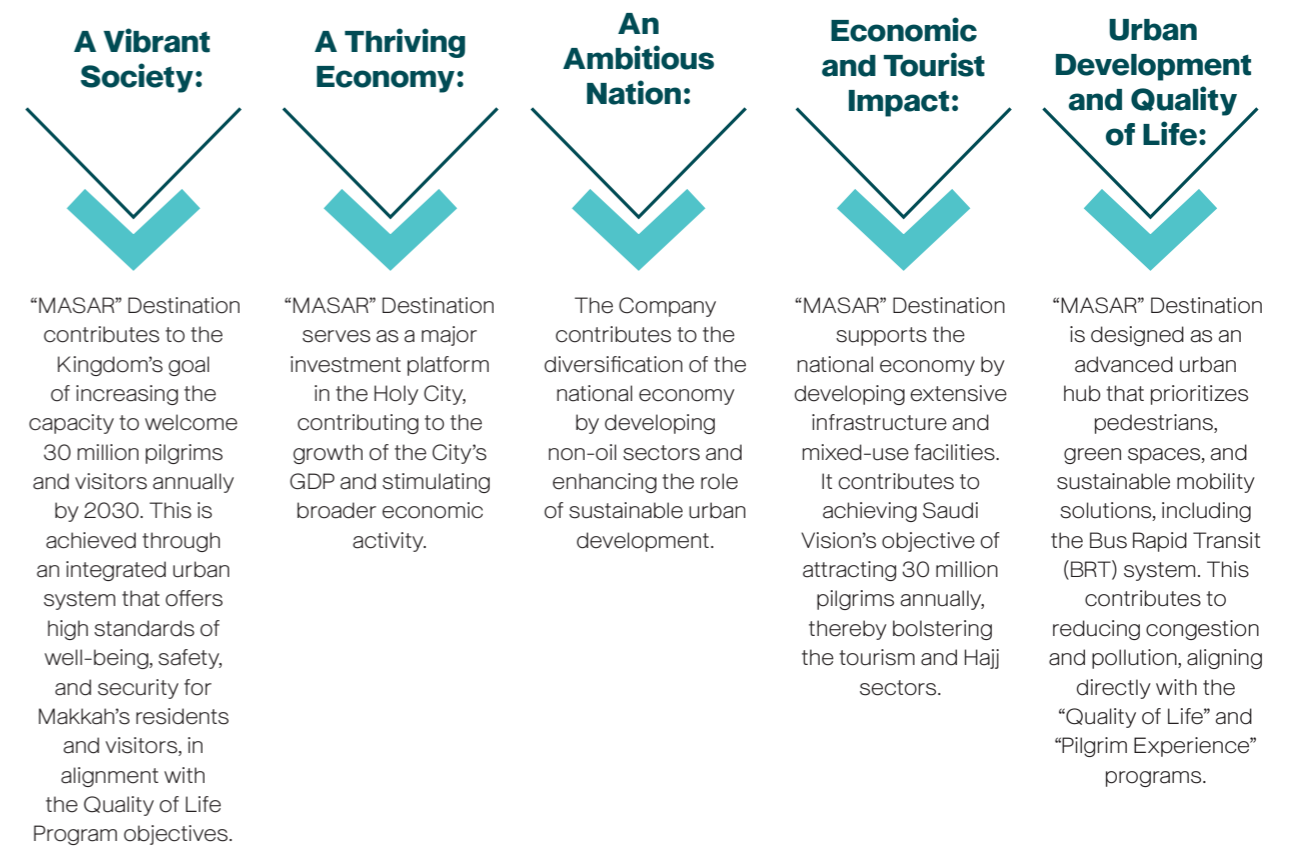 A Vibrant
Society:
“MASAR” Destination
contributes to the
Kingdom’s goal
of increasing the
capacity to welcome
30 million pilgrims
and visitors annually
by 2030. This is
achieved through
an integrated urban
system that offers
high standards of
well-being, safety,
and security for
Makkah’s residents
and visitors, in
alignment with
the Quality of Life
Program objectives.
A Thriving
Economy:
“MASAR” Destination
serves as a major
investment platform
in the Holy City,
contributing to the
growth of the City’s
GDP and stimulating
broader economic
activity.
An
Ambitious
Nation:
The Company
contributes to the
diversification of the
national economy
by developing
non-oil sectors and
enhancing the role
of sustainable urban
development.
Economic
and Tourist
Impact:
“MASAR” Destination
supports the
national economy by
developing extensive
infrastructure and
mixed-use facilities.
It contributes to
achieving Saudi
Vision’s objective of
attracting 30 million
pilgrims annually,
thereby bolstering
the tourism and Hajj
sectors.
Urban
Development
and Quality
of Life:
“MASAR” Destination
is designed as an
advanced urban
hub that prioritizes
pedestrians,
green spaces, and
sustainable mobility
solutions, including
the Bus Rapid Transit
(BRT) system. This
contributes to
reducing congestion
and pollution, aligning
directly with the
“Quality of Life” and
“Pilgrim Experience”
programs.